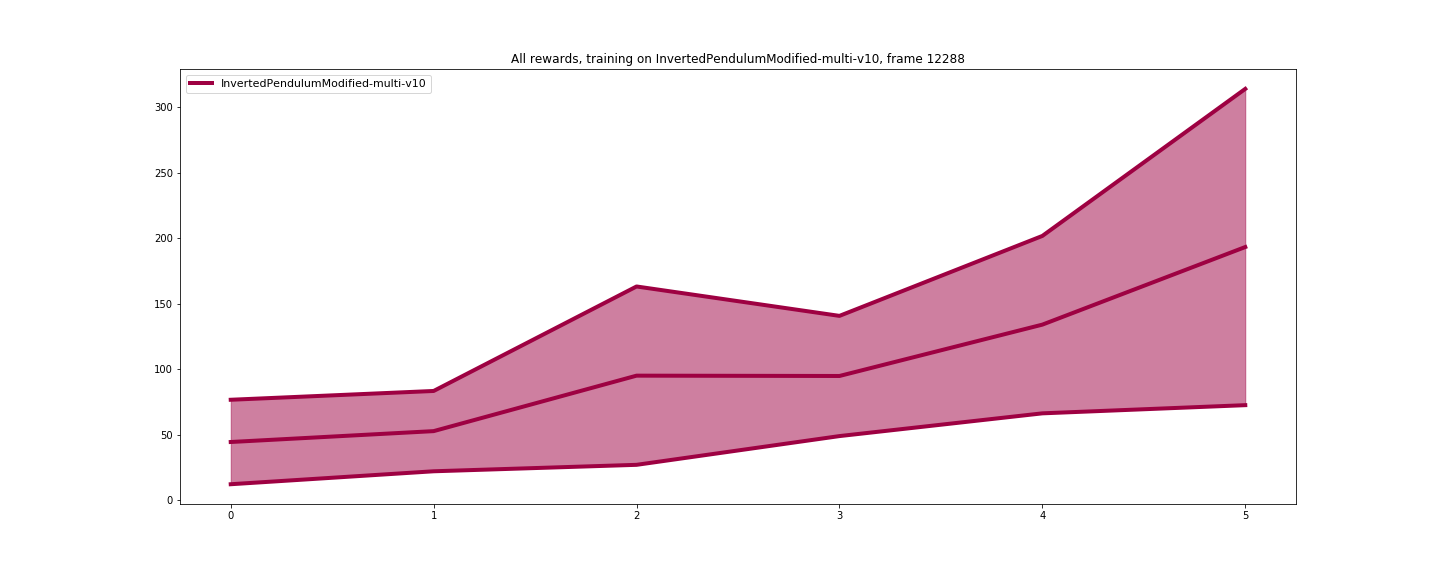 All rewards, training on InvertedPendulumModified-multi-v10, frame 12288
InvertedPendulumModified-multi-v10
300
250
200
150
100
50
0
0 1 2 3 4 5